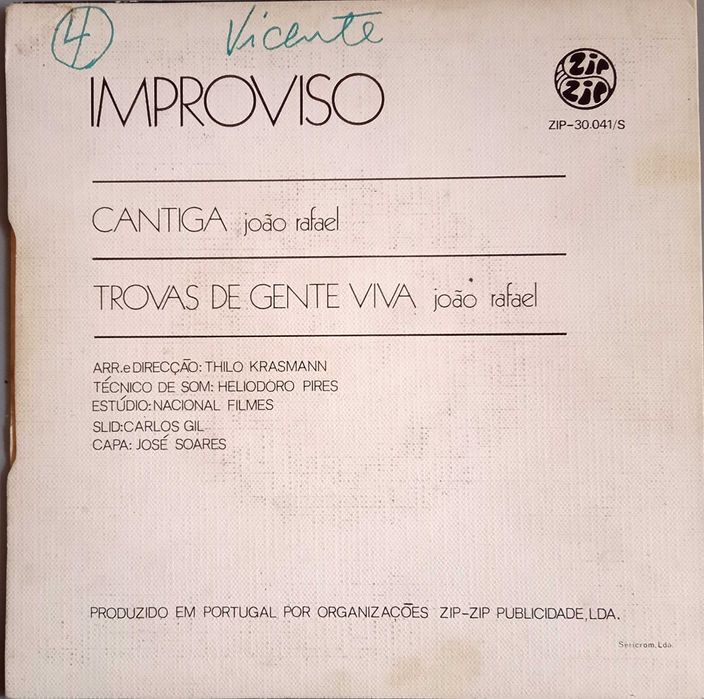 4 Vicente
IMPROVISO
ZIP ZIP
ZIP-30.041/S
CANTIGA joão rafael
TROVAS DE GENTE VIVA joão rafael
ARR.e DIRECÇÃO: THILO KRASMANN
TÉCNICO DE SOM: HELIODÓRO PIRES
ESTÚDIO: NACIONAL FILMES
SLID: CARLOS GIL
CAPA: JOSÉ SOARES
PRODUZIDO EM PORTUGAL POR ORGANIZAÇÕES ZIP-ZIP PUBLICIDADE, LDA.
Sericrom, Lda.